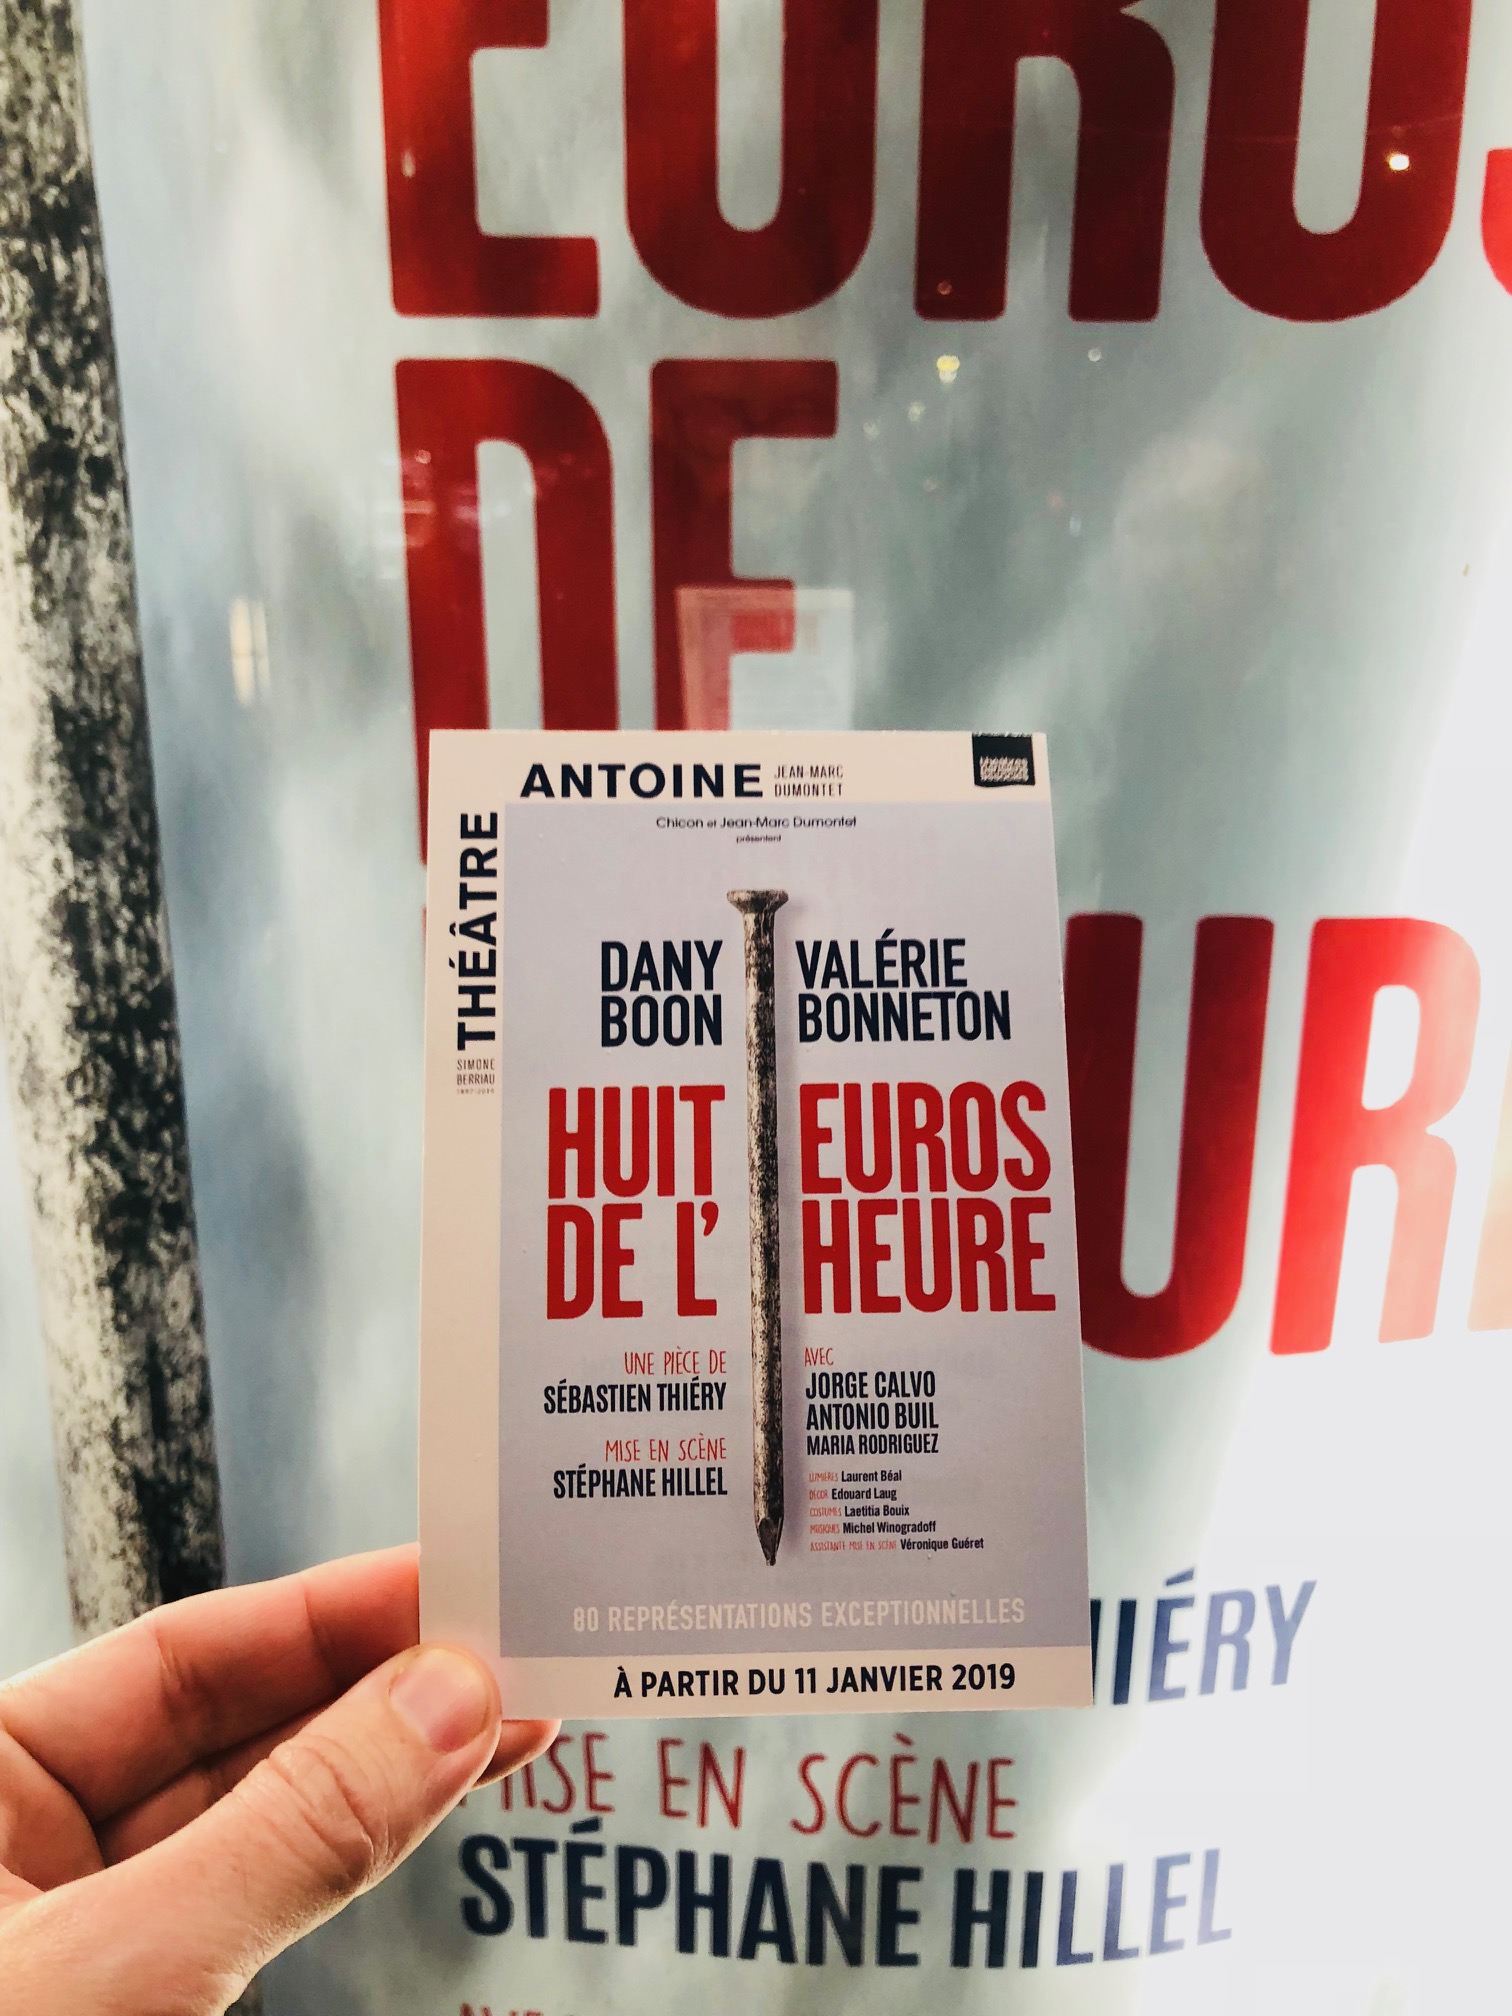 EUROS
DE
URE
ANTOINE JEAN-MARC DUMONTET
THÉÂTRE
SIMONE
BERRIAU
Chicon et Jean-Marc Dumontet
présentent
DANY
BOON
VALÉRIE
BONNETON
HUIT EUROS
DE L' HEURE
UNE PIÈCE DE
SÉBASTIEN THIÉRY
MISE EN SCÈNE
STÉPHANE HILLEL
AVEC
JORGE CALVO
ANTONIO BUIL
MARIA RODRIGUEZ
LUMIÈRES Laurent Béal
DÉCOR Edouard Laug
COSTUMES Laetitia Bouix
MUSIQUES Michel Winogradoff
ASSISTANTE MISE EN SCÈNE Véronique Guéret
80 REPRÉSENTATIONS EXCEPTIONNELLES
À PARTIR DU 11 JANVIER 2019
HIÉRY
MISE EN SCÈNE
STÉPHANE HILLEL